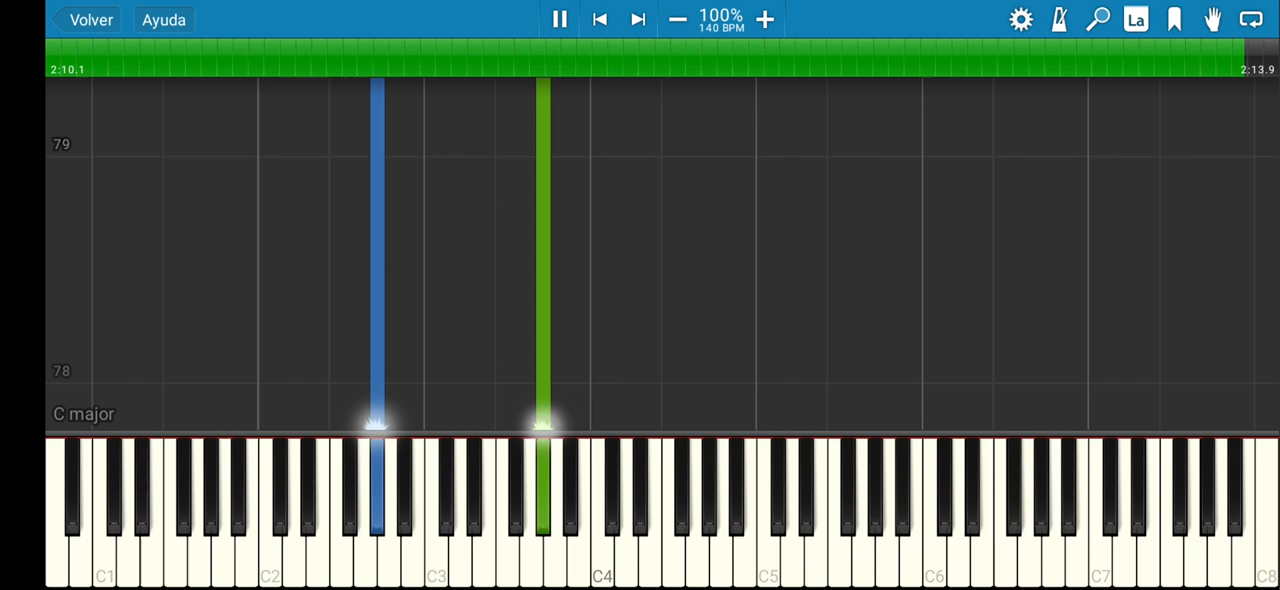 Volver Ayuda 100% La
140 BPM
2:10.1 2:13.9
79
78
C major
C1 C2 C3 C4 C5 C6 C7 C8